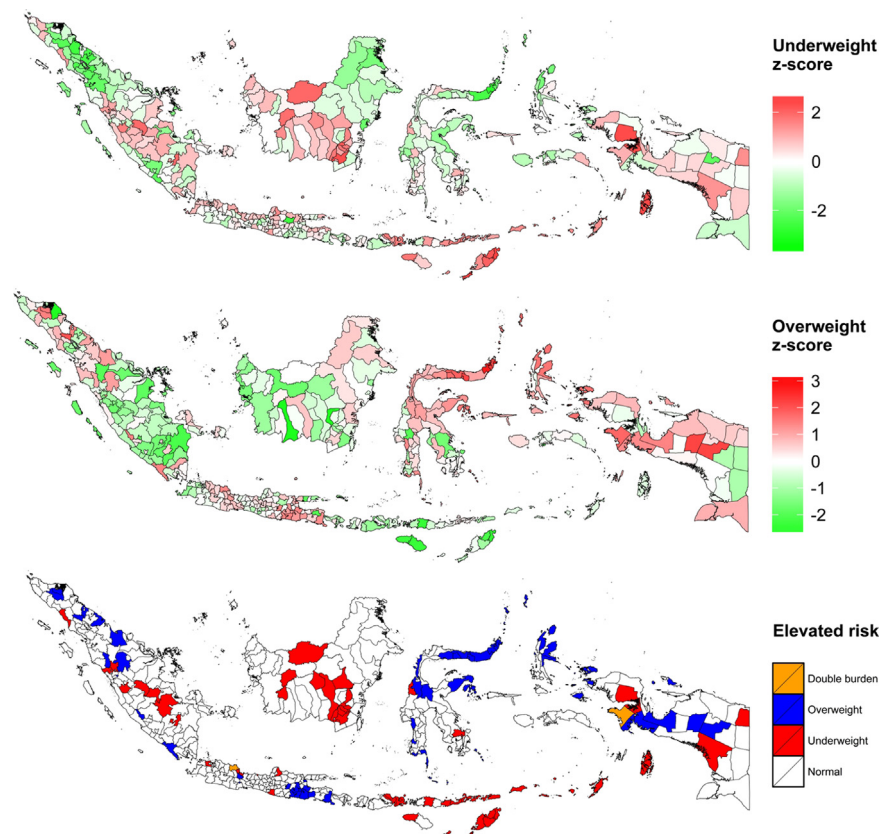 Underweight
z-score
2
0
-2
Overweight
z-score
3
2
1
0
-1
-2
Elevated risk
Double burden
Overweight
Underweight
Normal